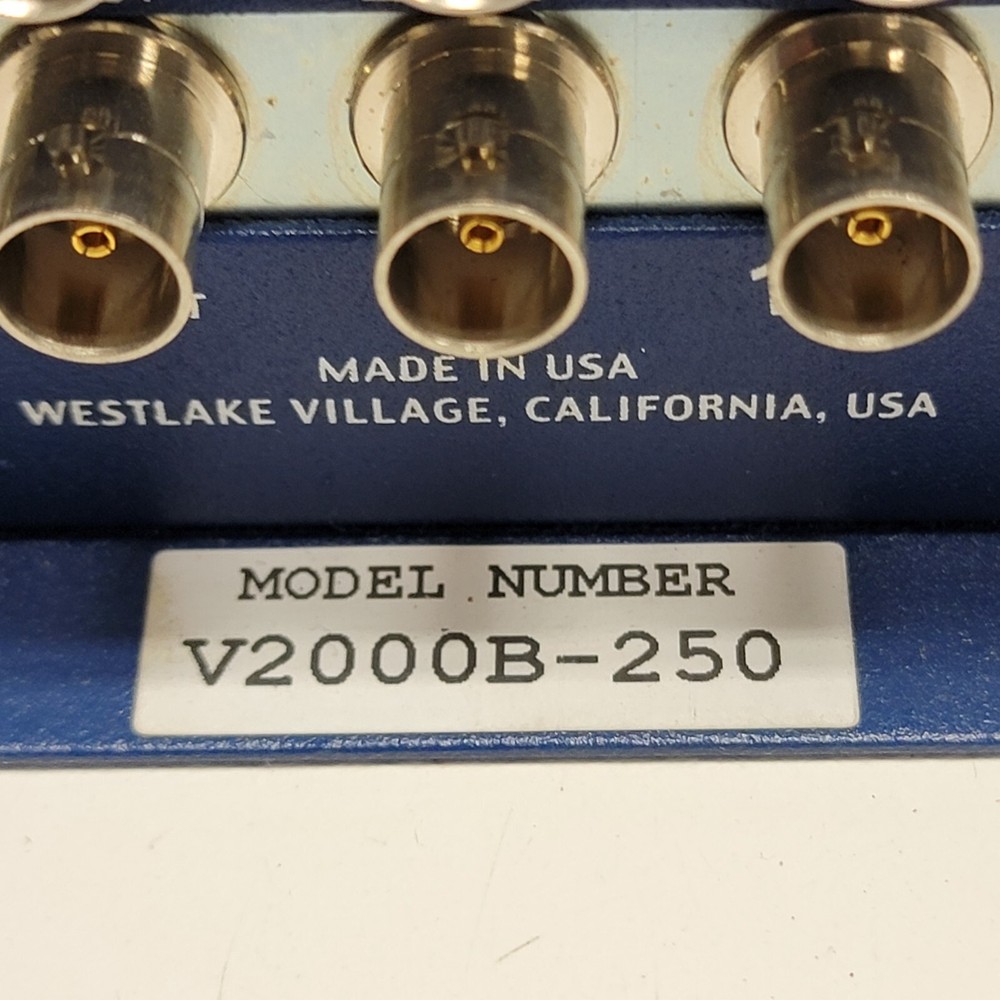 MADE IN USA
WESTLAKE VILLAGE, CALIFORNIA, USA
MODEL NUMBER
V2000B-250